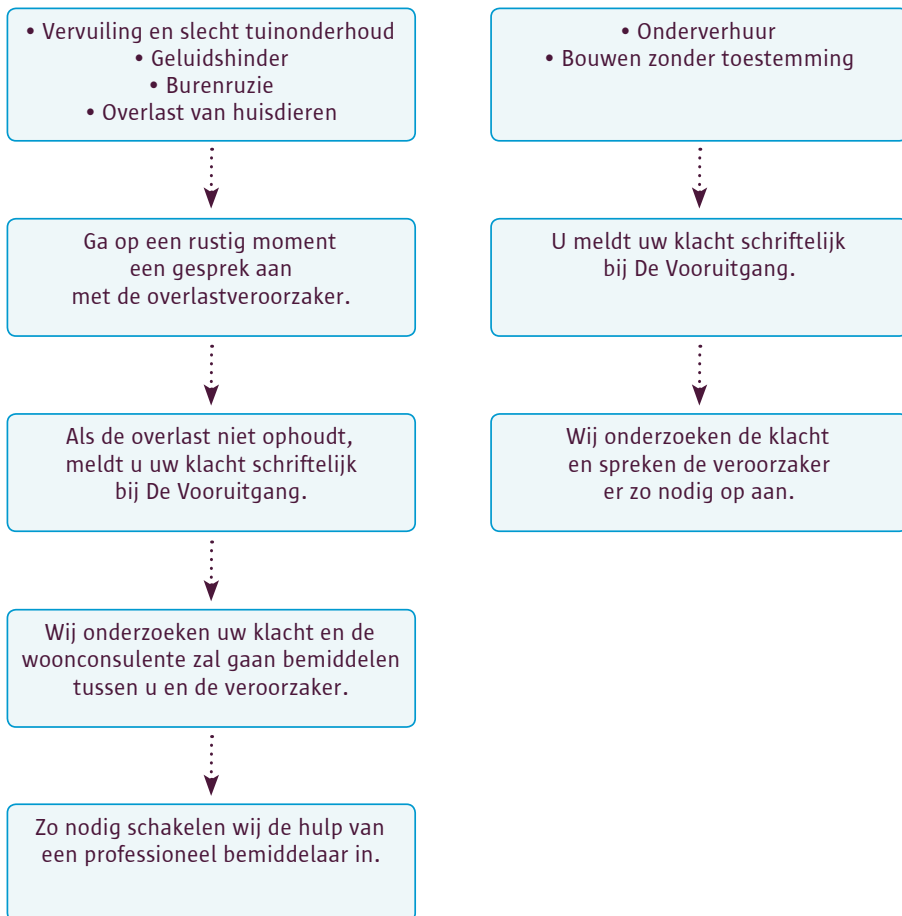 • Vervuiling en slecht tuinonderhoud
• Geluidshinder
• Burenruzie
• Overlast van huisdieren
Ga op een rustig moment
een gesprek aan
met de overlastveroorzaker.
Als de overlast niet ophoudt,
meldt u uw klacht schriftelijk
bij De Vooruitgang.
Wij onderzoeken uw klacht en de
woonconsulente zal gaan bemiddelen
tussen u en de veroorzaker.
Zo nodig schakelen wij de hulp van
een professioneel bemiddelaar in.
• Onderverhuur
• Bouwen zonder toestemming
U meldt uw klacht schriftelijk
bij De Vooruitgang.
Wij onderzoeken de klacht
en spreken de veroorzaker
er zo nodig op aan.